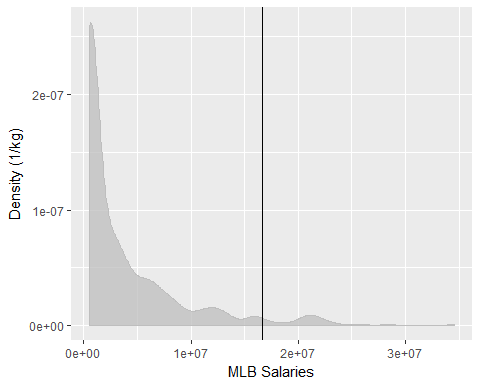 Density (1/kg)
2e-07
1e-07
0e+00
0e+00 1e+07 2e+07 3e+07
MLB Salaries